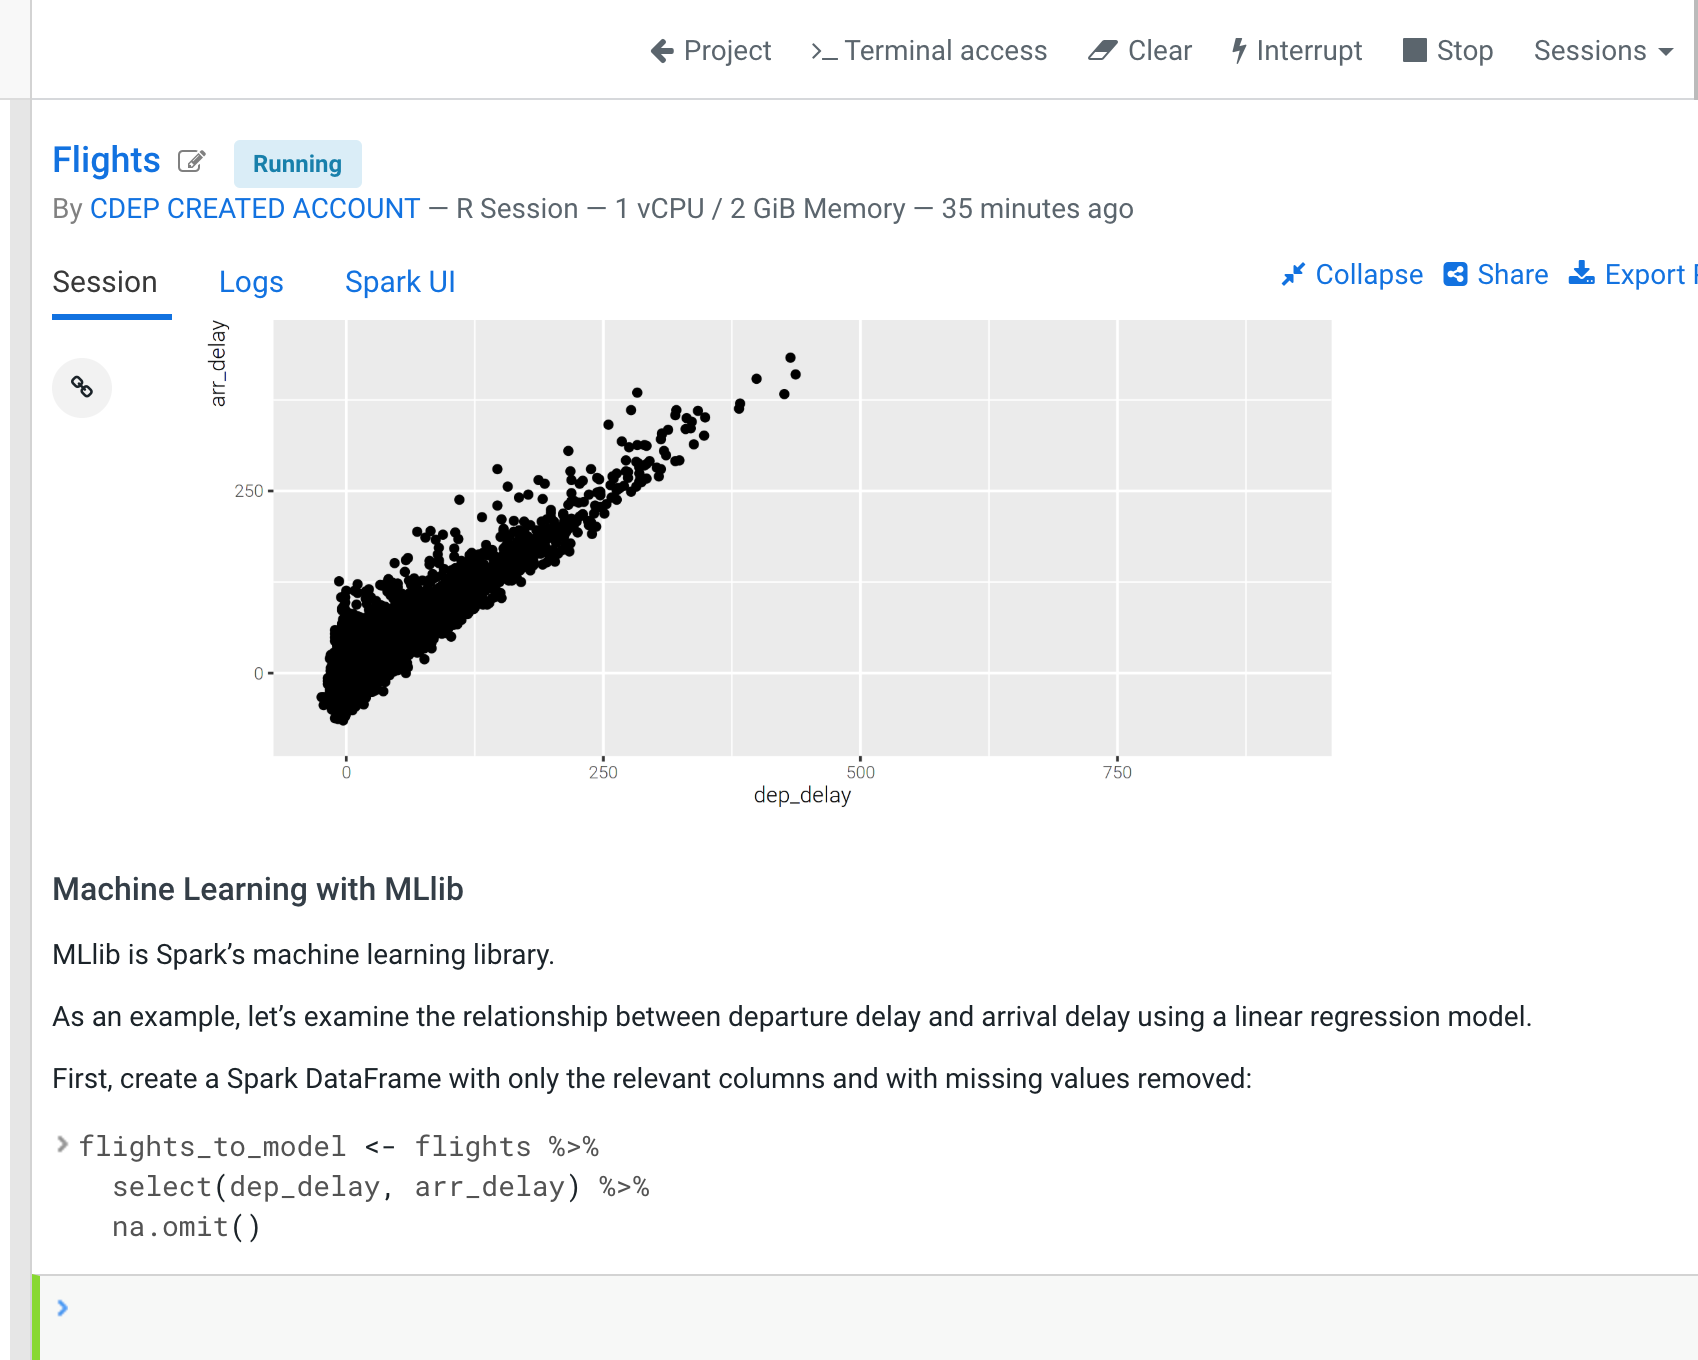 Project >_ Terminal access Clear Interrupt Stop Sessions
Flights Running
By CDEP CREATED ACCOUNT — R Session — 1 vCPU / 2 GiB Memory — 35 minutes ago
Session Logs Spark UI Collapse Share Export
arr_delay
250
0
0 250 500 750
dep_delay
Machine Learning with MLlib
MLlib is Spark’s machine learning library.
As an example, let’s examine the relationship between departure delay and arrival delay using a linear regression model.
First, create a Spark DataFrame with only the relevant columns and with missing values removed:
> flights_to_model <- flights %>%
select(dep_delay, arr_delay) %>%
na.omit()
>